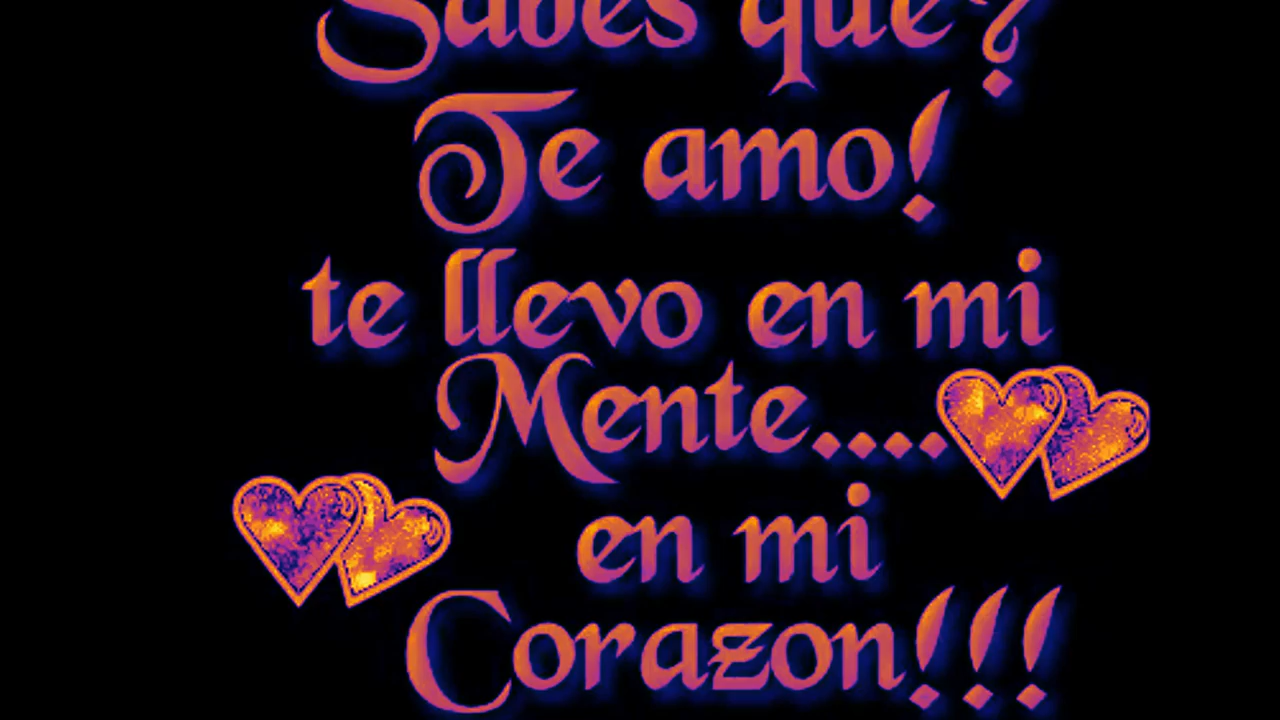 Sabes que?
Te amo!
te llevo en mi
Mente....
en mi
Corazon!!!